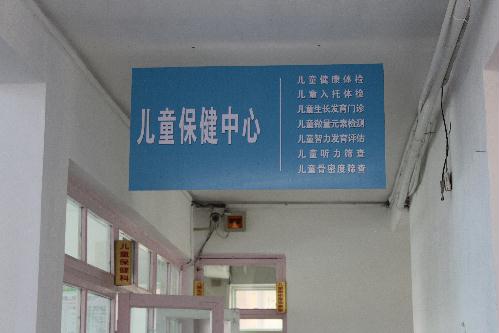 儿童保健中心
儿童健康体检
儿童入托体检
儿童生长发育门诊
儿童微量元素检测
儿童智力发育评估
儿童听力筛查
儿童骨密度筛查
儿童保健科